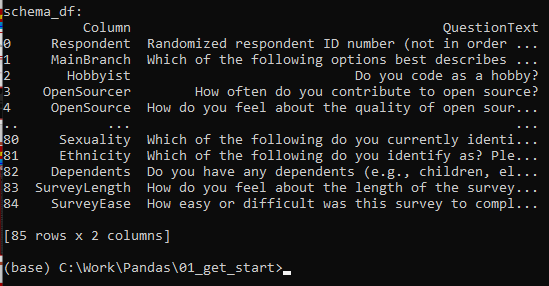 schema_df:
Column QuestionText
0 Respondent Randomized respondent ID number (not in order ...
1 MainBranch Which of the following options best describes ...
2 Hobbyist Do you code as a hobby?
3 OpenSourcer How often do you contribute to open source?
4 OpenSource How do you feel about the quality of open sour...
.. ... ...
80 Sexuality Which of the following do you currently identi...
81 Ethnicity Which of the following do you identify as? Ple...
82 Dependents Do you have any dependents (e.g., children, el...
83 SurveyLength How do you feel about the length of the survey...
84 SurveyEase How easy or difficult was this survey to compl...
[85 rows x 2 columns]
(base) C:\Work\Pandas\01_get_start>